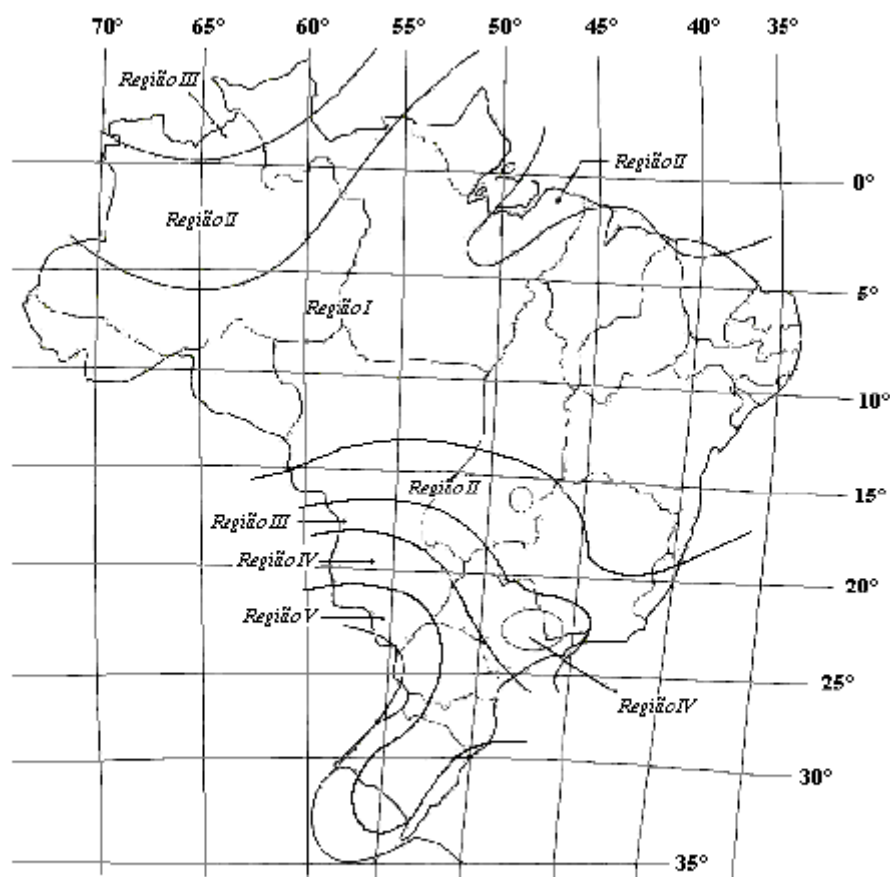 70° 65° 60° 55° 50° 45° 40° 35°
Região III
Região II
0°
Região II
5°
Região I
10°
Região II
15°
Região III
Região IV
20°
Região V
25°
Região IV
30°
35°